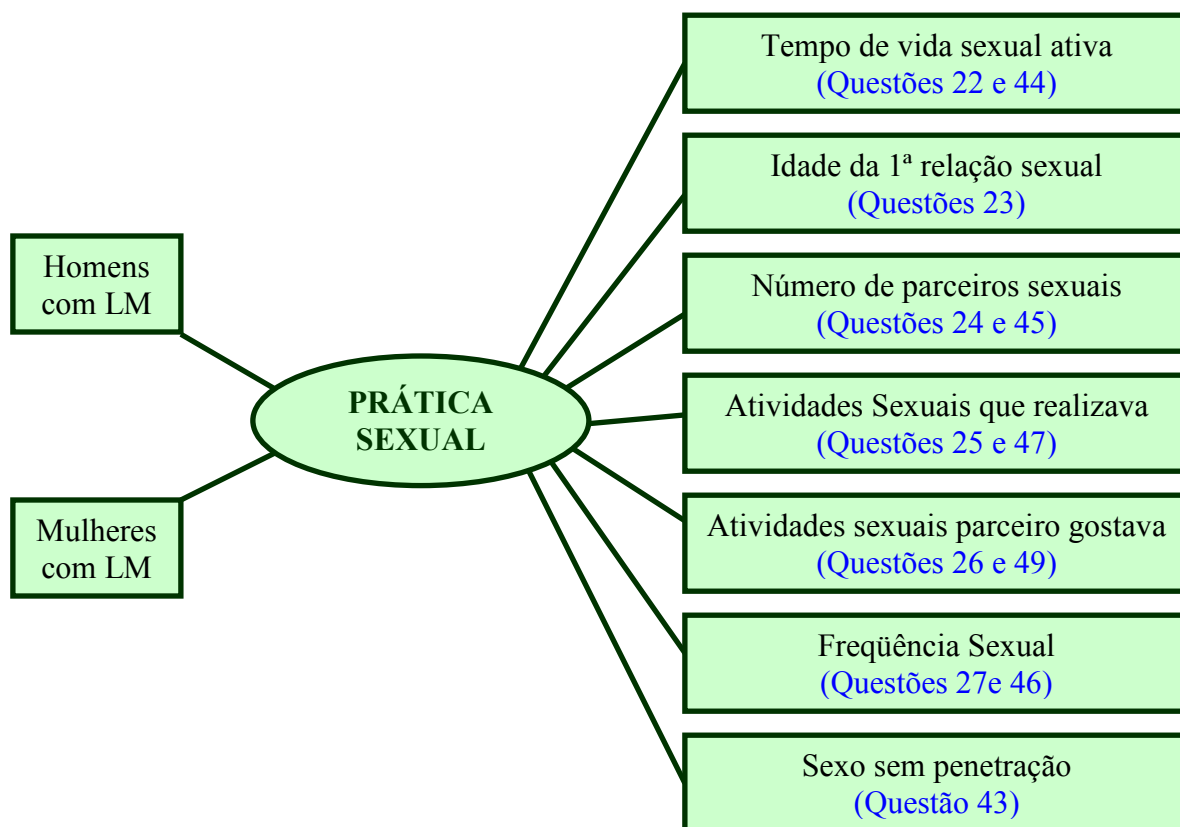 Tempo de vida sexual ativa
(Questões 22 e 44)
Idade da 1ª relação sexual
(Questões 23)
Homens
com LM
Número de parceiros sexuais
(Questões 24 e 45)
PRÁTICA
SEXUAL
Atividades Sexuais que realizava
(Questões 25 e 47)
Mulheres
com LM
Atividades sexuais parceiro gostava
(Questões 26 e 49)
Freqüência Sexual
(Questões 27e 46)
Sexo sem penetração
(Questão 43)